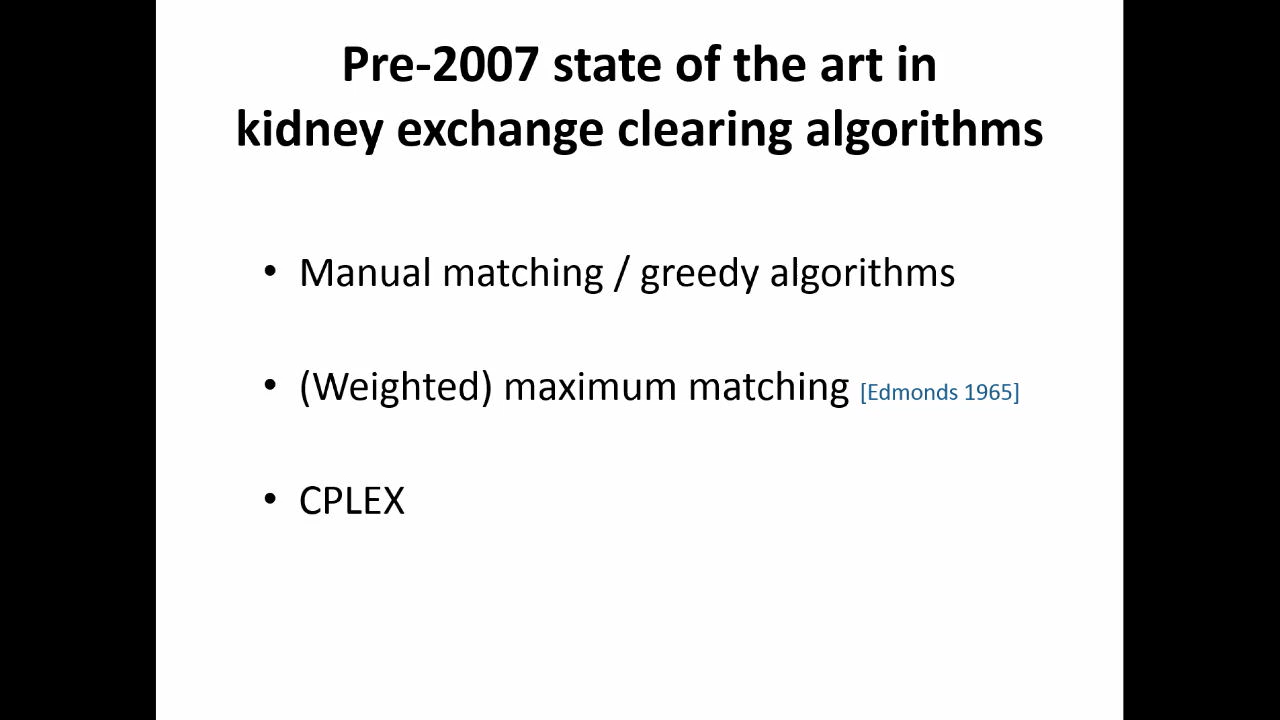 Pre-2007 state of the art in
kidney exchange clearing algorithms
• Manual matching / greedy algorithms
• (Weighted) maximum matching [Edmonds 1965]
• CPLEX